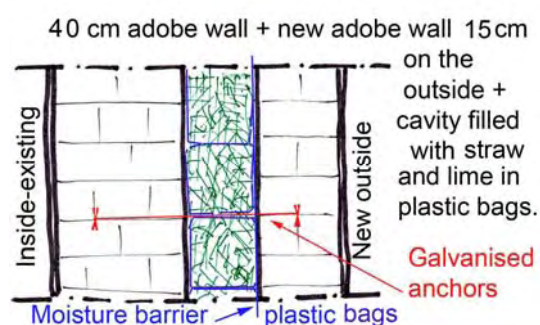 40 cm adobe wall + new adobe wall 15cm
on the
outside +
cavity filled
with straw
and lime in
plastic bags.
Inside-existing
New outside
Galvanised
anchors
Moisture barrier
plastic bags